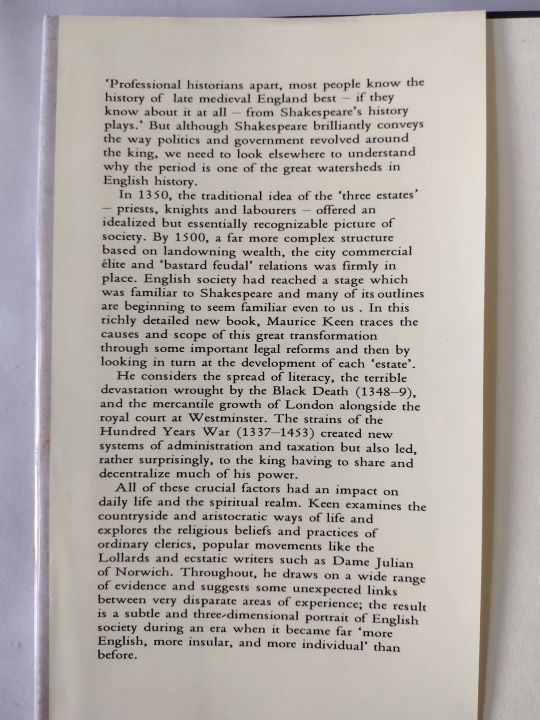 ‘Professional historians apart, most people know the
history of late medieval England best – if they
know about it at all – from Shakespeare's history
plays.’ But although Shakespeare brilliantly conveys
the way politics and government revolved around
the king, we need to look elsewhere to understand
why the period is one of the great watersheds in
English history.
In 1350, the traditional idea of the ‘three estates’
– priests, knights and labourers – offered an
idealized but essentially recognizable picture of
society. By 1500, a far more complex structure
based on landowning wealth, the city commercial
élite and ‘bastard feudal’ relations was firmly in
place. English society had reached a stage which
was familiar to Shakespeare and many of its outlines
are beginning to seem familiar even to us . In this
richly detailed new book, Maurice Keen traces the
causes and scope of this great transformation
through some important legal reforms and then by
looking in turn at the development of each ‘estate’.
He considers the spread of literacy, the terrible
devastation wrought by the Black Death (1348–9),
and the mercantile growth of London alongside the
royal court at Westminster. The strains of the
Hundred Years War (1337–1453) created new
systems of administration and taxation but also led,
rather surprisingly, to the king having to share and
decentralize much of his power.
All of these crucial factors had an impact on
daily life and the spiritual realm. Keen examines the
countryside and aristocratic ways of life and
explores the religious beliefs and practices of
ordinary clerics, popular movements like the
Lollards and ecstatic writers such as Dame Julian
of Norwich. Throughout, he draws on a wide range
of evidence and suggests some unexpected links
between very disparate areas of experience; the result
is a subtle and three-dimensional portrait of English
society during an era when it became far ‘more
English, more insular, and more individual’ than
before.